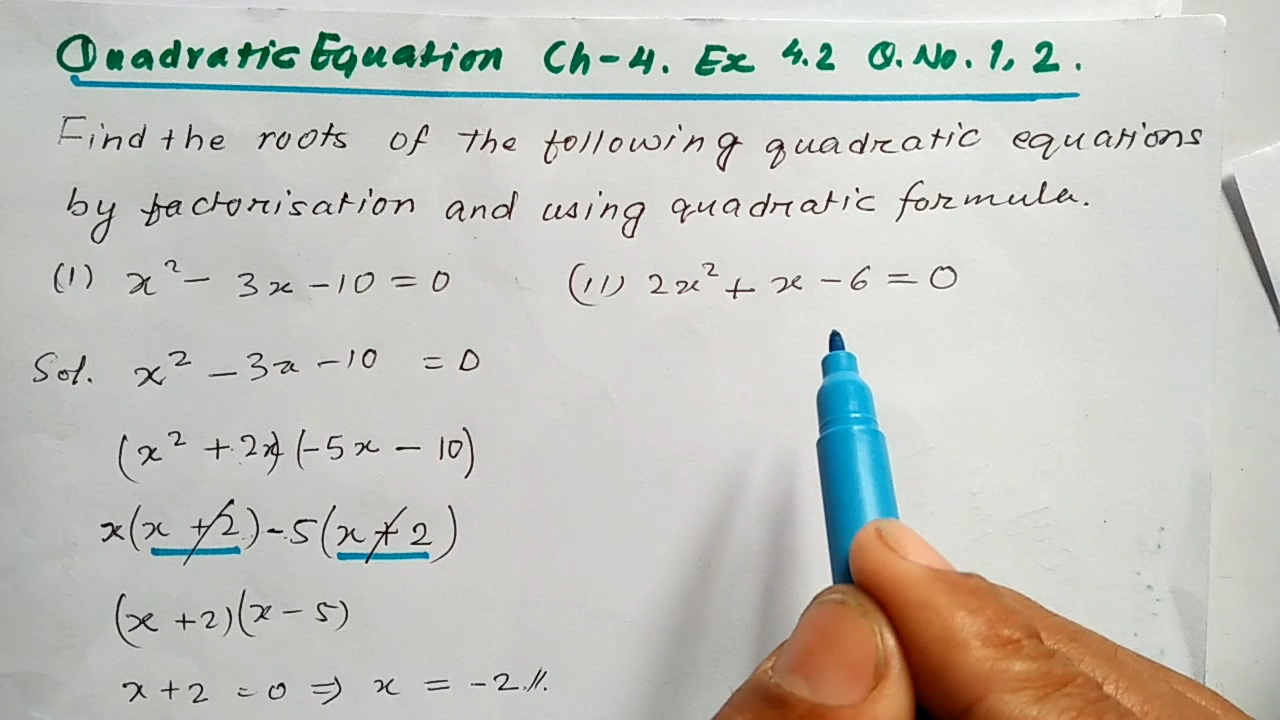 Quadratic Equation Ch-4. Ex 4.2 Q.No. 1, 2.
Find the roots of the following quadratic equations
by factorisation and using quadratic formula.
(i) x² - 3x - 10 = 0 (ii) 2x² + x - 6 = 0
Sol. x² - 3x - 10 = 0
(x² + 2x)(-5x - 10)
x(x + 2) - 5(x + 2)
(x + 2)(x - 5)
x + 2 = 0 ⇒ x = -2 //.